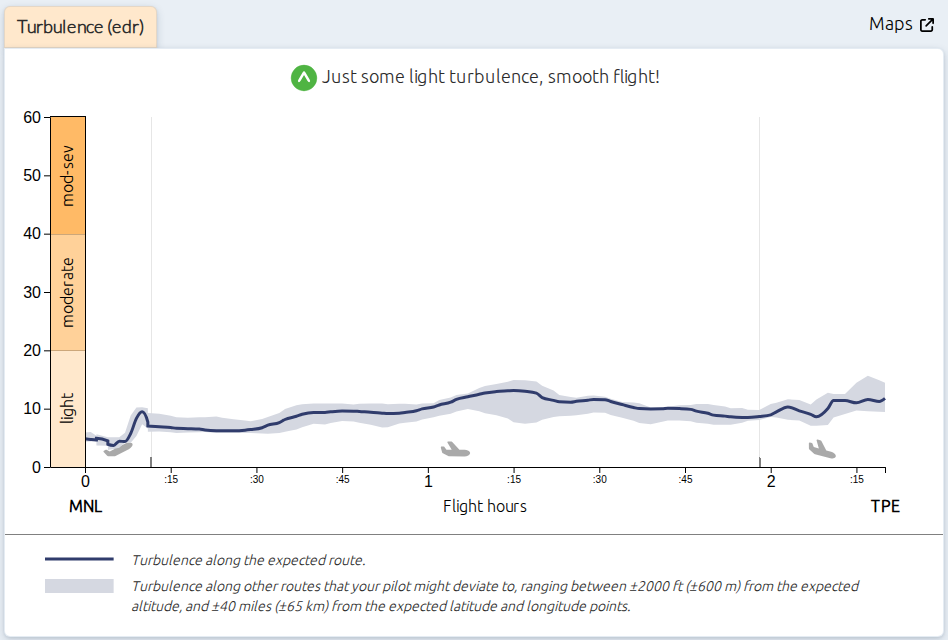 Turbulence (edr)
Maps
Just some light turbulence, smooth flight!
60
50
40
30
20
10
0
mod-sev
moderate
light
0 :15 :30 :45 1 :15 :30 :45 2 :15
MNL Flight hours TPE
Turbulence along the expected route.
Turbulence along other routes that your pilot might deviate to, ranging between ±2000 ft (±600 m) from the expected
altitude, and ±40 miles (±65 km) from the expected latitude and longitude points.